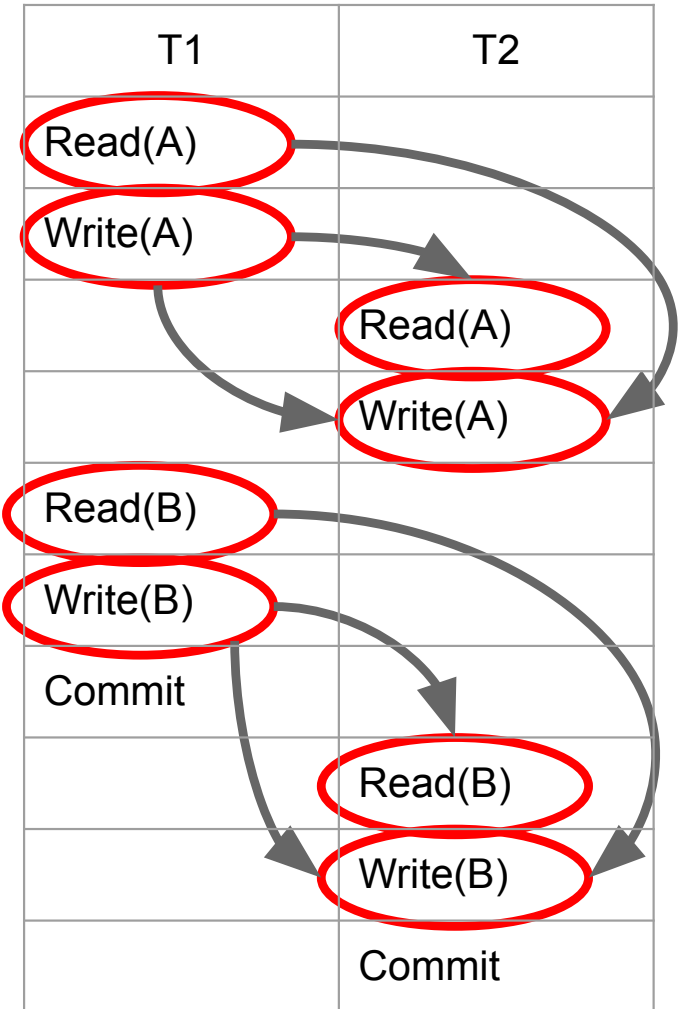 T1 T2
Read(A)
Write(A)
Read(A)
Write(A)
Read(B)
Write(B)
Commit
Read(B)
Write(B)
Commit